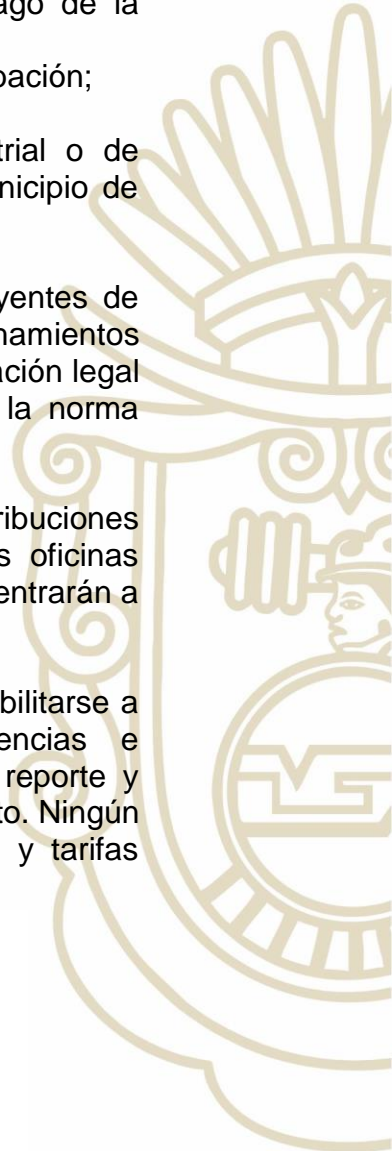 ago de la
pación;
trial o de
nicipio de
yentes de
namientos
ación legal
la norma
ribuciones
s oficinas
entrarán a
bilitarse a
encias e
reporte y
to. Ningún
y tarifas